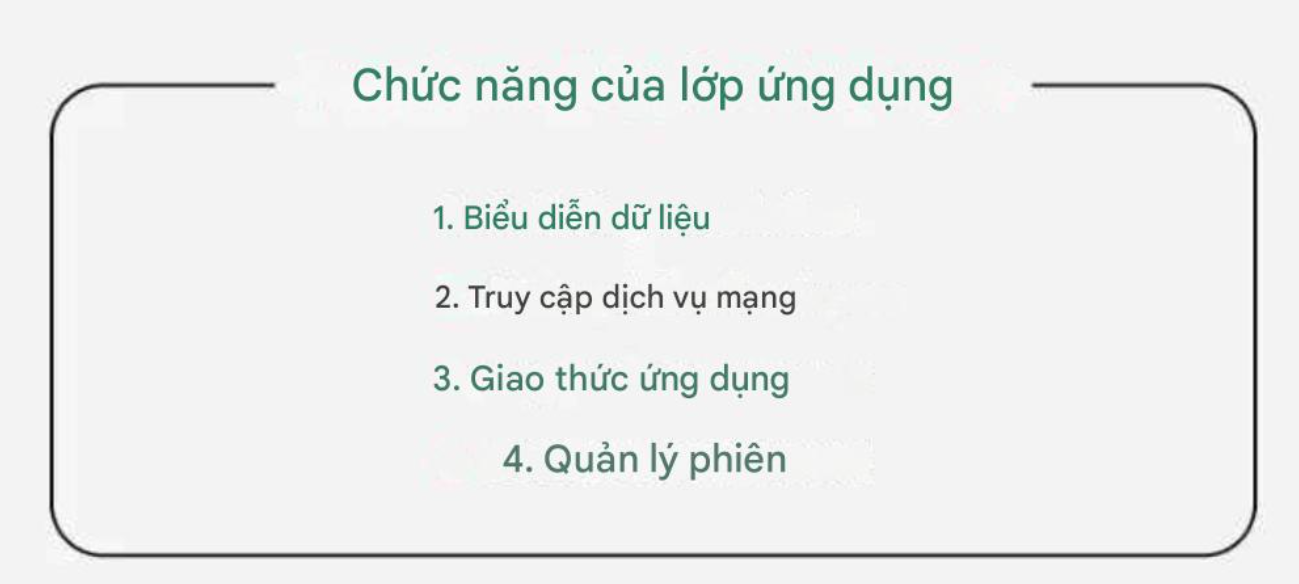 Chức năng của lớp ứng dụng
1. Biểu diễn dữ liệu
2. Truy cập dịch vụ mạng
3. Giao thức ứng dụng
4. Quản lý phiên